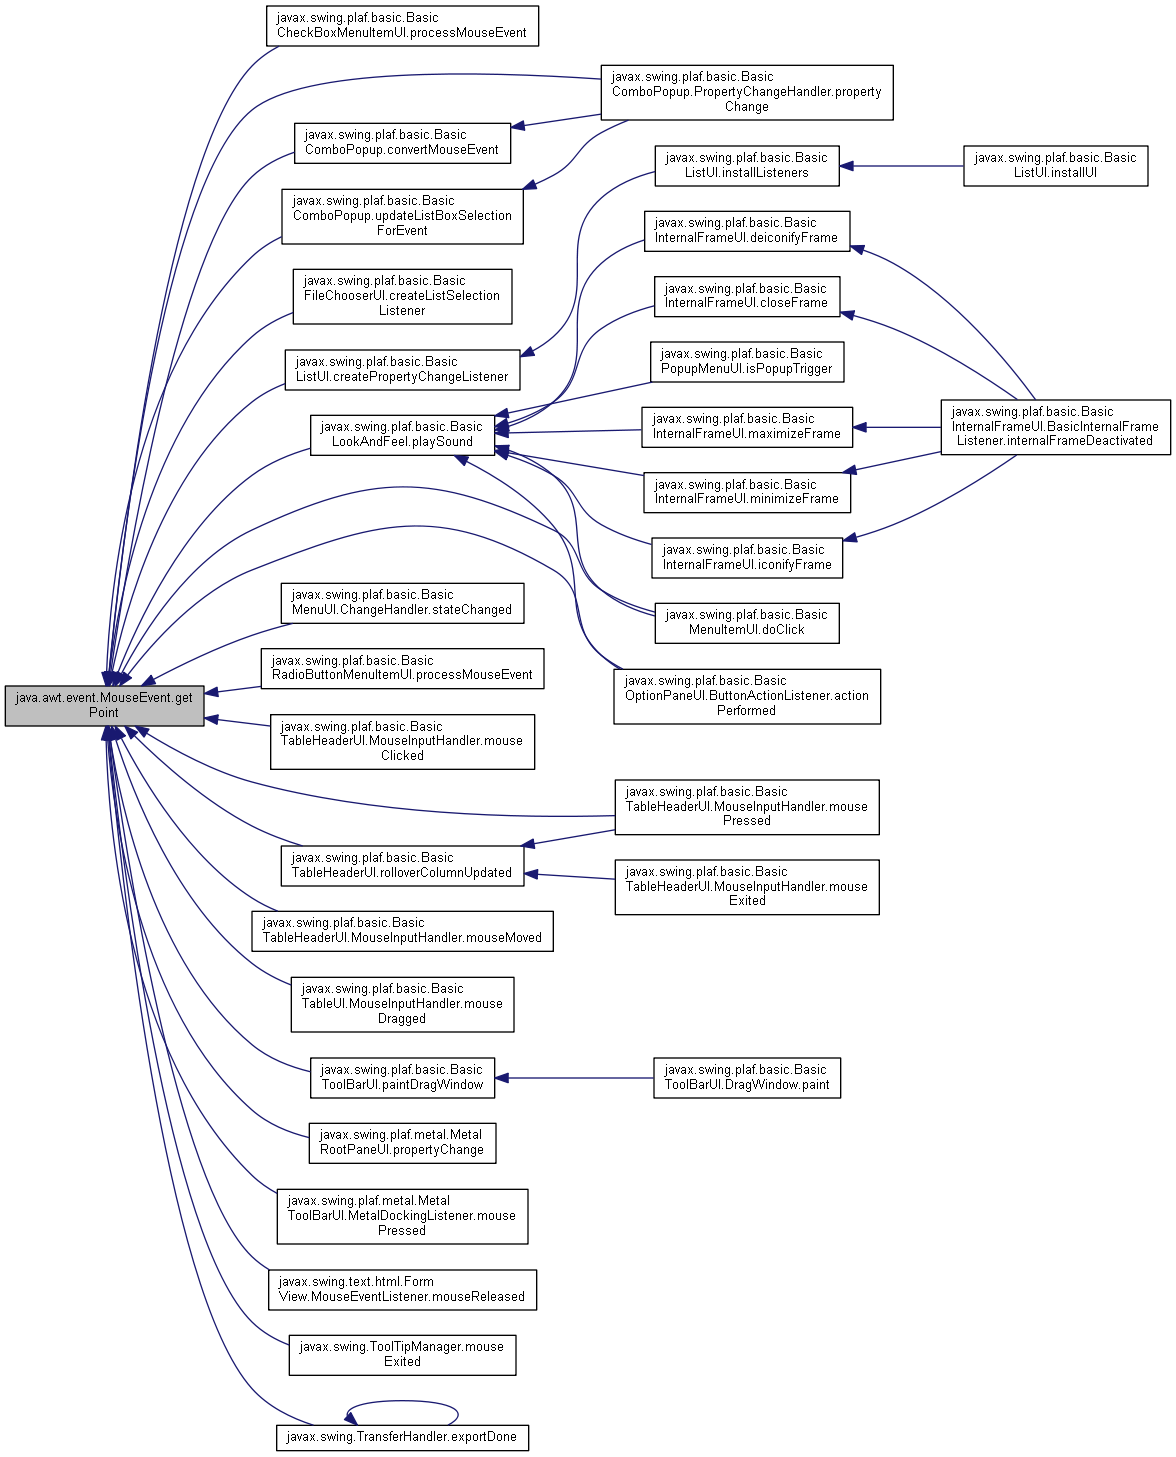 javax.swing.plaf.basic.Basic
CheckBoxMenuItemUI.processMouseEvent
javax.swing.plaf.basic.Basic
ComboPopup.PropertyChangeHandler.property
Change
javax.swing.plaf.basic.Basic
ComboPopup.convertMouseEvent
javax.swing.plaf.basic.Basic
ListUI.installListeners
javax.swing.plaf.basic.Basic
ListUI.installUI
javax.swing.plaf.basic.Basic
ComboPopup.updateListBoxSelection
ForEvent
javax.swing.plaf.basic.Basic
InternalFrameUI.deiconifyFrame
javax.swing.plaf.basic.Basic
FileChooserUI.createListSelection
Listener
javax.swing.plaf.basic.Basic
InternalFrameUI.closeFrame
javax.swing.plaf.basic.Basic
ListUI.createPropertyChangeListener
javax.swing.plaf.basic.Basic
PopupMenuUI.isPopupTrigger
javax.swing.plaf.basic.Basic
LookAndFeel.playSound
javax.swing.plaf.basic.Basic
InternalFrameUI.maximizeFrame
javax.swing.plaf.basic.Basic
InternalFrameUI.BasicInternalFrame
Listener.internalFrameDeactivated
javax.swing.plaf.basic.Basic
InternalFrameUI.minimizeFrame
javax.swing.plaf.basic.Basic
InternalFrameUI.iconifyFrame
javax.swing.plaf.basic.Basic
MenuUI.ChangeHandler.stateChanged
javax.swing.plaf.basic.Basic
MenuItemUI.doClick
javax.swing.plaf.basic.Basic
RadioButtonMenuItemUI.processMouseEvent
javax.swing.plaf.basic.Basic
OptionPaneUI.ButtonActionListener.action
Performed
java.awt.event.MouseEvent.get
Point
javax.swing.plaf.basic.Basic
TableHeaderUI.MouseInputHandler.mouse
Clicked
javax.swing.plaf.basic.Basic
TableHeaderUI.MouseInputHandler.mouse
Pressed
javax.swing.plaf.basic.Basic
TableHeaderUI.rolloverColumnUpdated
javax.swing.plaf.basic.Basic
TableHeaderUI.MouseInputHandler.mouse
Exited
javax.swing.plaf.basic.Basic
TableHeaderUI.MouseInputHandler.mouseMoved
javax.swing.plaf.basic.Basic
TableUI.MouseInputHandler.mouse
Dragged
javax.swing.plaf.basic.Basic
ToolBarUI.paintDragWindow
javax.swing.plaf.basic.Basic
ToolBarUI.DragWindow.paint
javax.swing.plaf.metal.Metal
RootPaneUI.propertyChange
javax.swing.plaf.metal.Metal
ToolBarUI.MetalDockingListener.mouse
Pressed
javax.swing.text.html.Form
View.MouseEventListener.mouseReleased
javax.swing.ToolTipManager.mouse
Exited
javax.swing.TransferHandler.exportDone